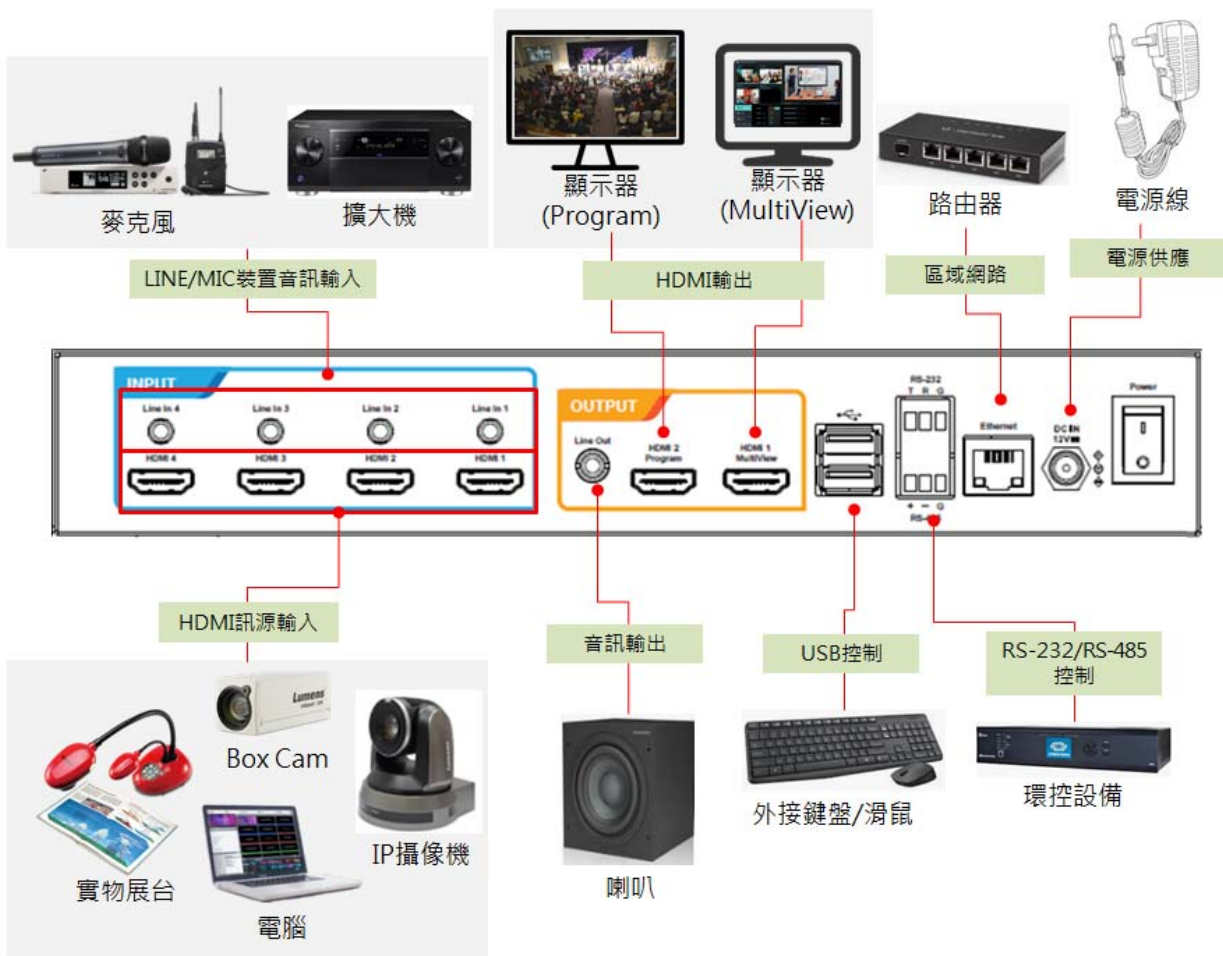 麥克風
擴大機
顯示器
(Program)
顯示器
(MultiView)
路由器
電源線
LINE/MIC裝置音訊輸入
HDMI輸出
區域網路
電源供應
INPUT
Line In 4
Line In 3
Line In 2
Line In 1
HDMI 4
HDMI 3
HDMI 2
HDMI 1
OUTPUT
Line Out
HDMI 2
Program
HDMI 1
MultiView
RS-232
T R G
+ − G
Ethernet
DC IN
12V
Power
HDMI訊源輸入
音訊輸出
USB控制
RS-232/RS-485
控制
Lumens
Box Cam
IP攝像機
實物展台
電腦
喇叭
外接鍵盤/滑鼠
環控設備